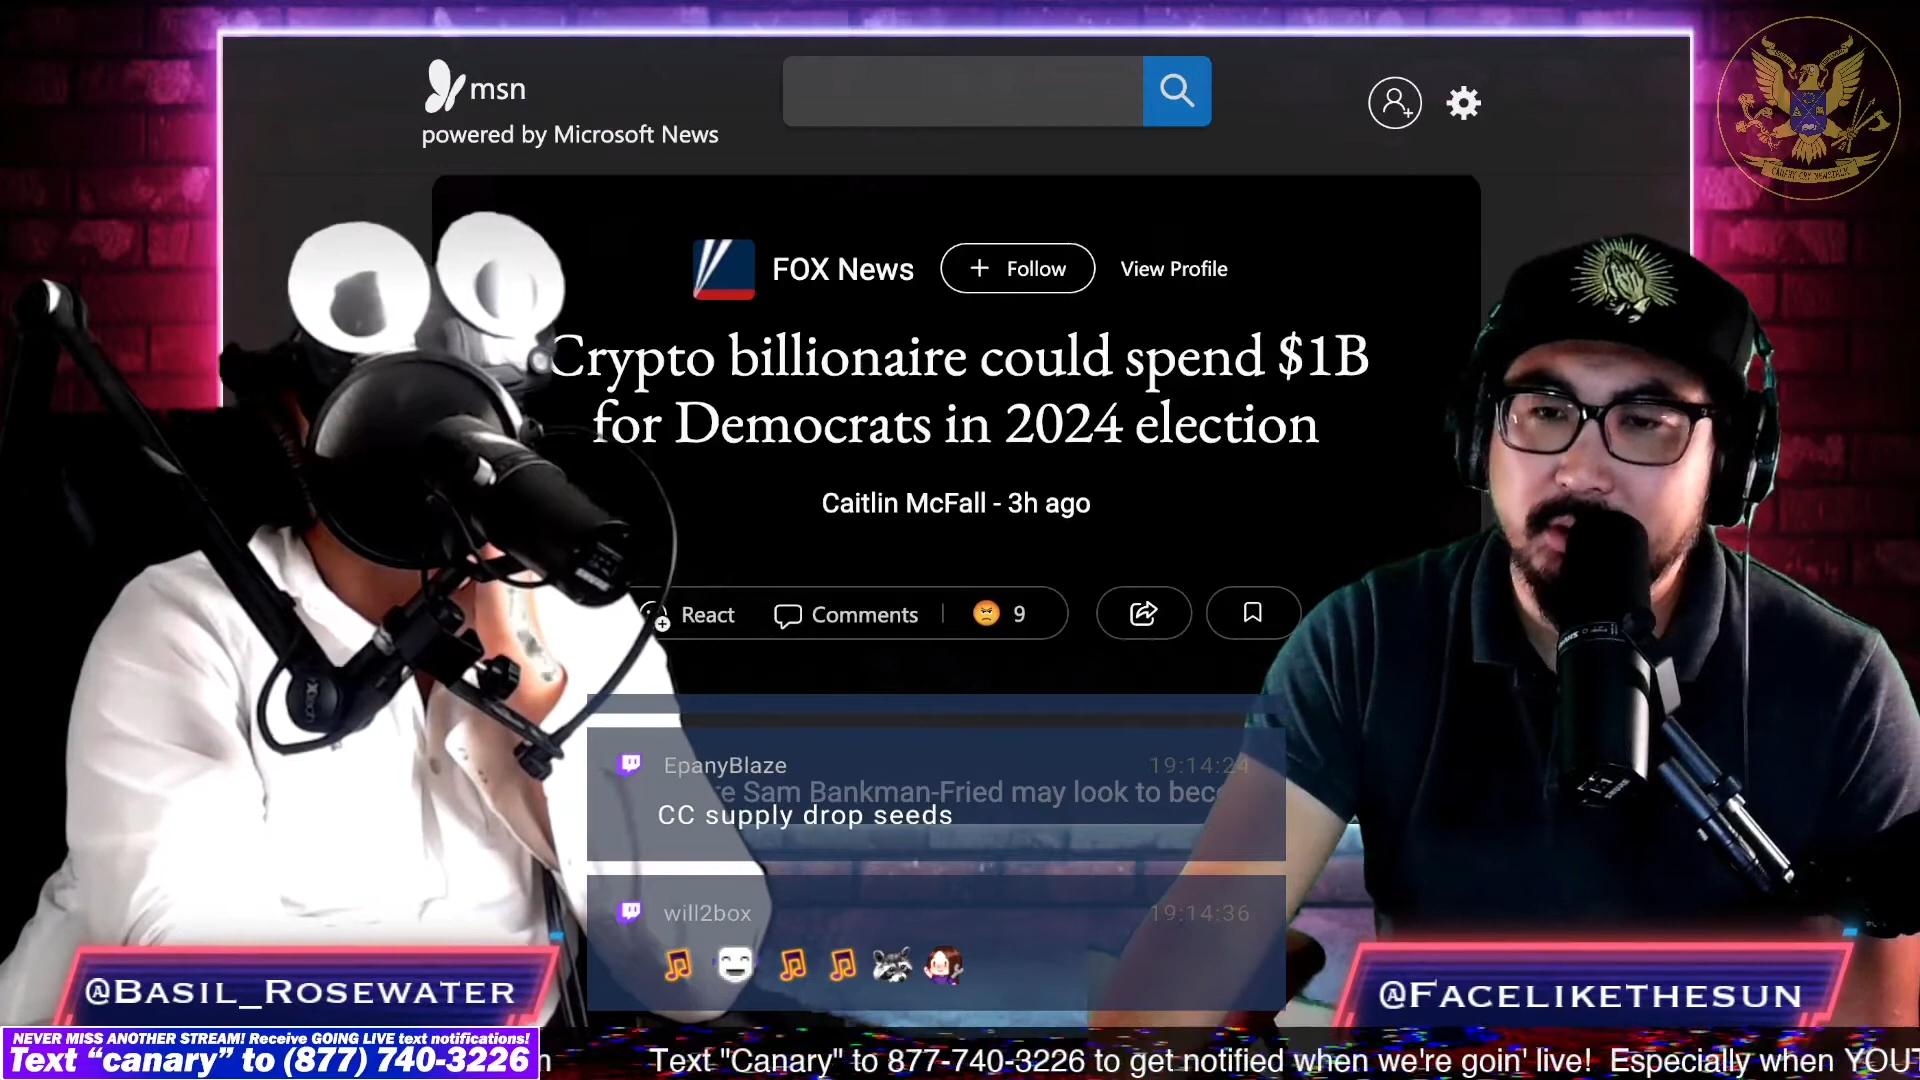 msn
powered by Microsoft News
CANARY CRY NEWSTALK
FOX News
+ Follow
View Profile
Crypto billionaire could spend $1B
for Democrats in 2024 election
Caitlin McFall - 3h ago
React
Comments
9
EpanyBlaze
19:14:24
Sam Bankman-Fried may look to
CC supply drop seeds
will2box
19:14:36
@BASIL_ROSEWATER
@FACELIKETHESUN
NEVER MISS ANOTHER STREAM! Receive GOING LIVE text notifications!
Text “canary” to (877) 740-3226
Text "Canary" to 877-740-3226 to get notified when we're goin' live! Especially when